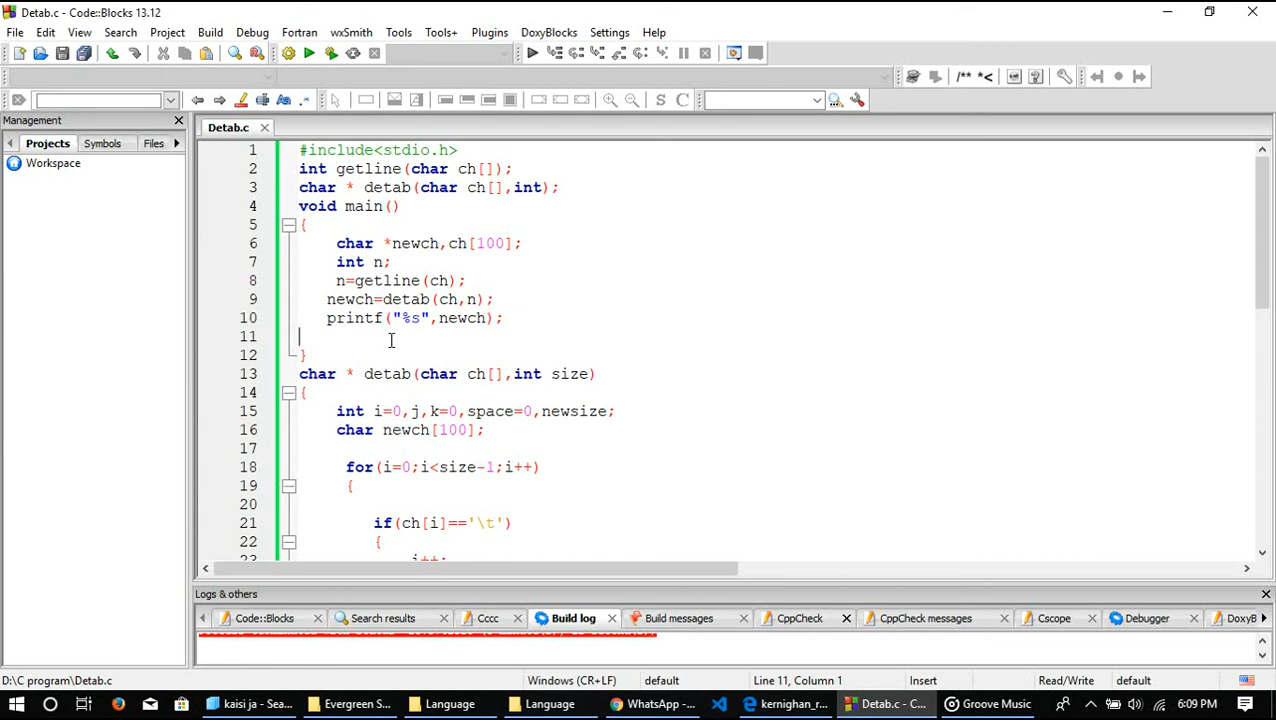 Detab.c - Code::Blocks 13.12
File Edit View Search Project Build Debug Fortran wxSmith Tools Tools+ Plugins DoxyBlocks Settings Help
/** *<
S C
Management
Projects Symbols Files
Workspace
Detab.c
1 #include<stdio.h>
2 int getline(char ch[]);
3 char * detab(char ch[],int);
4 void main()
5 {
6 char *newch,ch[100];
7 int n;
8 n=getline(ch);
9 newch=detab(ch,n);
10 printf("%s",newch);
11
12 }
13 char * detab(char ch[],int size)
14 {
15 int i=0,j,k=0,space=0,newsize;
16 char newch[100];
17
18 for(i=0;i<size-1;i++)
19 {
20
21 if(ch[i]=='\t')
22 {
23
Logs & others
Code::Blocks Search results Cccc Build log Build messages CppCheck CppCheck messages Cscope Debugger DoxyB
D:\C program\Detab.c Windows (CR+LF) default Line 11, Column 1 Insert Read/Write default
kaisi ja - Sea... Evergreen S... Language Language WhatsApp -... kernighan_r... Detab.c - C... Groove Music 6:09 PM